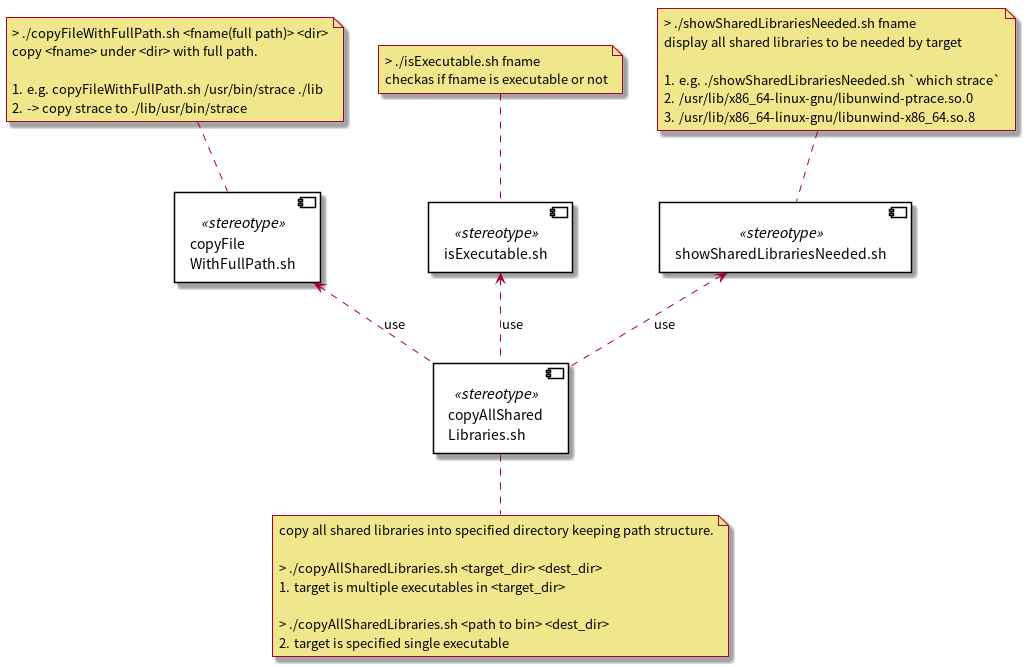 > ./copyFileWithFullPath.sh <fname(full path)> <dir>
copy <fname> under <dir> with full path.
1. e.g. copyFileWithFullPath.sh /usr/bin/strace ./lib
2. -> copy strace to ./lib/usr/bin/strace
> ./isExecutable.sh fname
checkas if fname is executable or not
> ./showSharedLibrariesNeeded.sh fname
display all shared libraries to be needed by target
1. e.g. ./showSharedLibrariesNeeded.sh `which strace`
2. /usr/lib/x86_64-linux-gnu/libunwind-ptrace.so.0
3. /usr/lib/x86_64-linux-gnu/libunwind-x86_64.so.8
«stereotype»
copyFile
WithFullPath.sh
«stereotype»
isExecutable.sh
«stereotype»
showSharedLibrariesNeeded.sh
use
use
use
«stereotype»
copyAllShared
Libraries.sh
copy all shared libraries into specified directory keeping path structure.
> ./copyAllSharedLibraries.sh <target_dir> <dest_dir>
1. target is multiple executables in <target_dir>
> ./copyAllSharedLibraries.sh <path to bin> <dest_dir>
2. target is specified single executable